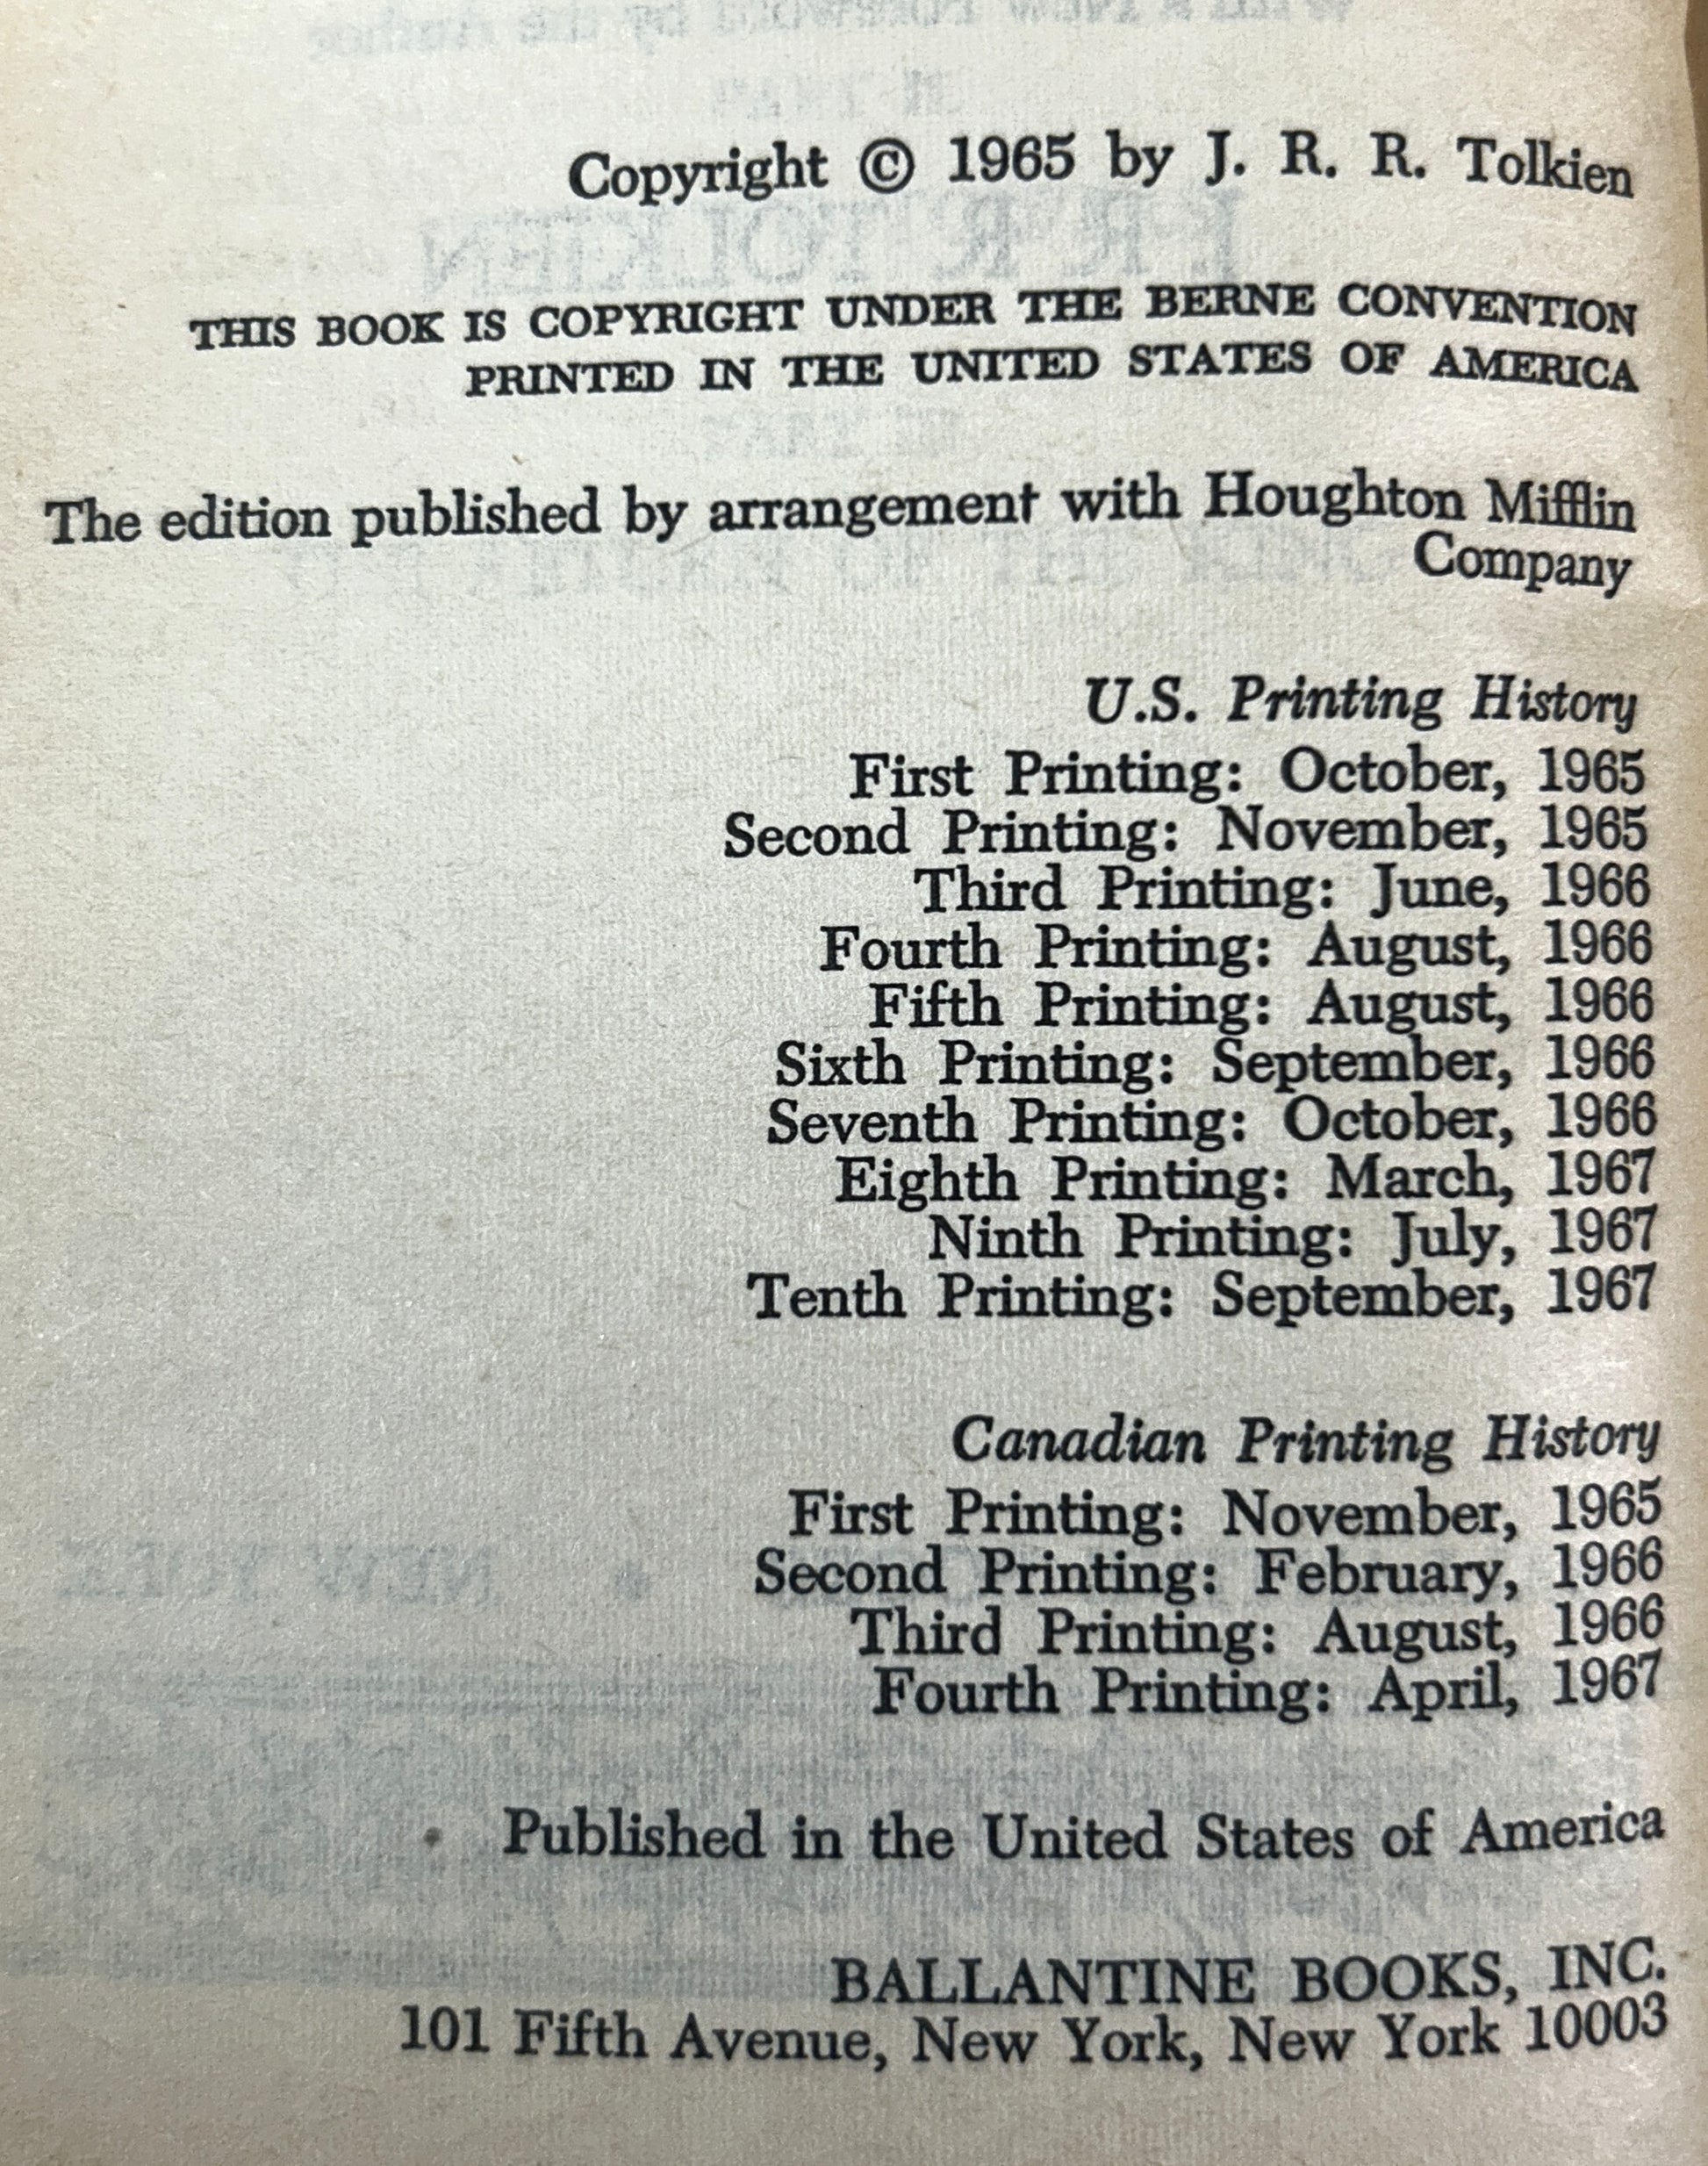 Copyright © 1965 by J. R. R. Tolkien
THIS BOOK IS COPYRIGHT UNDER THE BERNE CONVENTION
PRINTED IN THE UNITED STATES OF AMERICA
The edition published by arrangement with Houghton Mifflin
Company
U.S. Printing History
First Printing: October, 1965
Second Printing: November, 1965
Third Printing: June, 1966
Fourth Printing: August, 1966
Fifth Printing: August, 1966
Sixth Printing: September, 1966
Seventh Printing: October, 1966
Eighth Printing: March, 1967
Ninth Printing: July, 1967
Tenth Printing: September, 1967
Canadian Printing History
First Printing: November, 1965
Second Printing: February, 1966
Third Printing: August, 1966
Fourth Printing: April, 1967
Published in the United States of America
BALLANTINE BOOKS, INC.
101 Fifth Avenue, New York, New York 10003